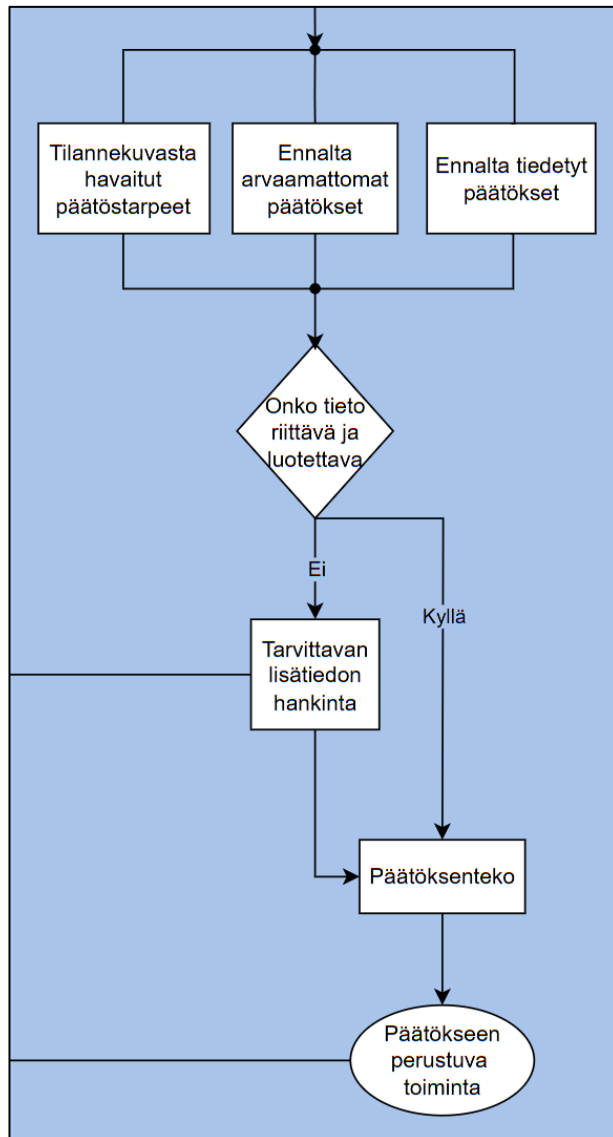 Tilannekuvasta
havaitut
päätöstarpeet
Ennalta
arvaamattomat
päätökset
Ennalta tiedetyt
päätökset
Onko tieto
riittävä ja
luotettava
Ei
Kyllä
Tarvittavan
lisätiedon
hankinta
Päätöksenteko
Päätökseen
perustuva
toiminta